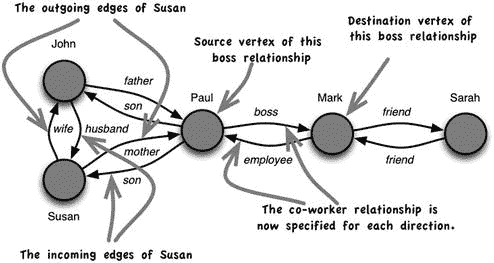 The outgoing edges of Susan
Destination vertex of
this boss relationship
John
Source vertex of this
boss relationship
father
son
Paul
boss
Mark
friend
Sarah
wife
husband
mother
employee
friend
son
Susan
The co-worker relationship is
now specified for each direction.
The incoming edges of Susan